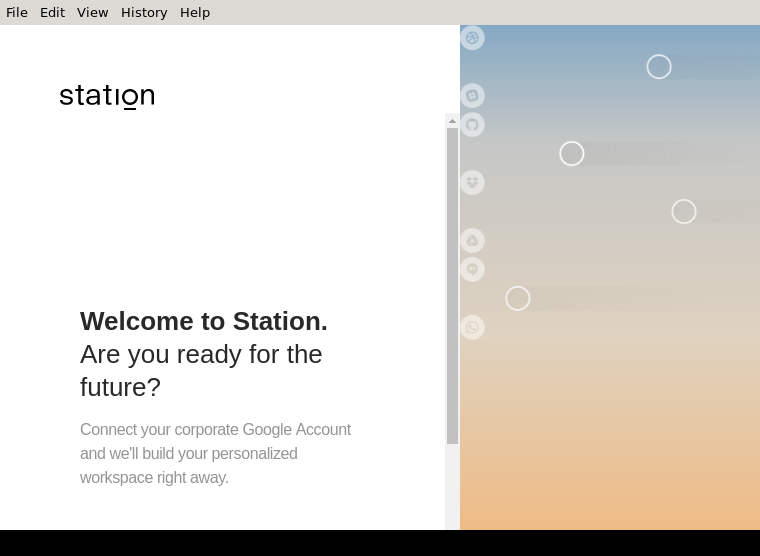 File Edit View History Help
station
Welcome to Station.
Are you ready for the
future?
Connect your corporate Google Account
and we'll build your personalized
workspace right away.